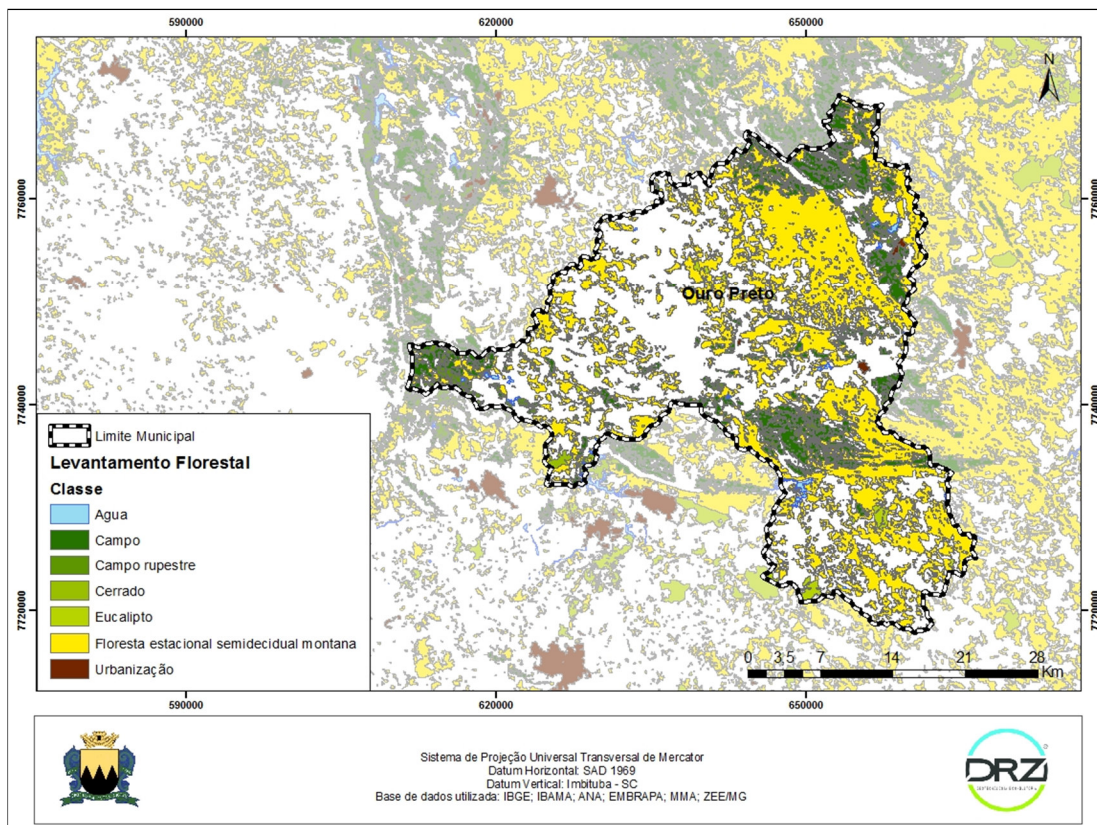 590000
620000
650000
N
7760000
7760000
Ouro Preto
7740000
7740000
Limite Municipal
Levantamento Florestal
Classe
Agua
Campo
Campo rupestre
Cerrado
Eucalipto
Floresta estacional semidecidual montana
Urbanização
7720000
7720000
0 3,5 7 14 21 28
Km
590000
620000
650000
Sistema de Projeção Universal Transversal de Mercator
Datum Horizontal: SAD 1969
Datum Vertical: Imbituba - SC
Base de dados utilizada: IBGE; IBAMA; ANA; EMBRAPA; MMA; ZEE/MG
DRZ